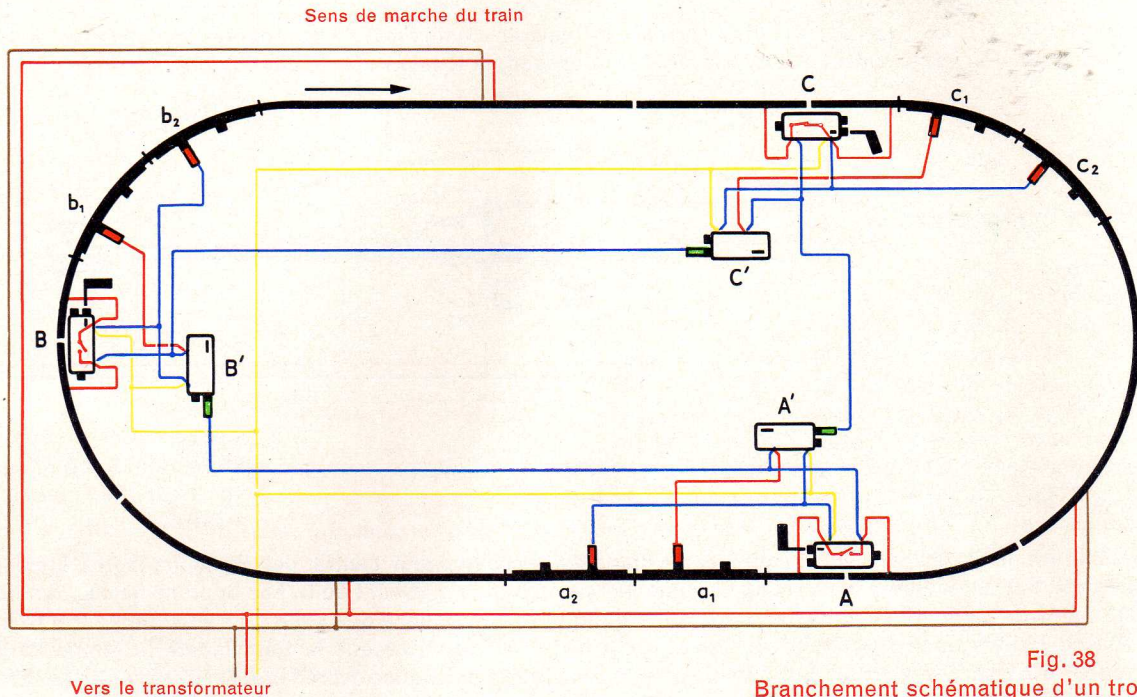 Sens de marche du train
C
c₁
b₂
c₂
b₁
C'
B
B'
A'
a₂
a₁
A
Fig. 38
Vers le transformateur
Branchement schématique d'un tro